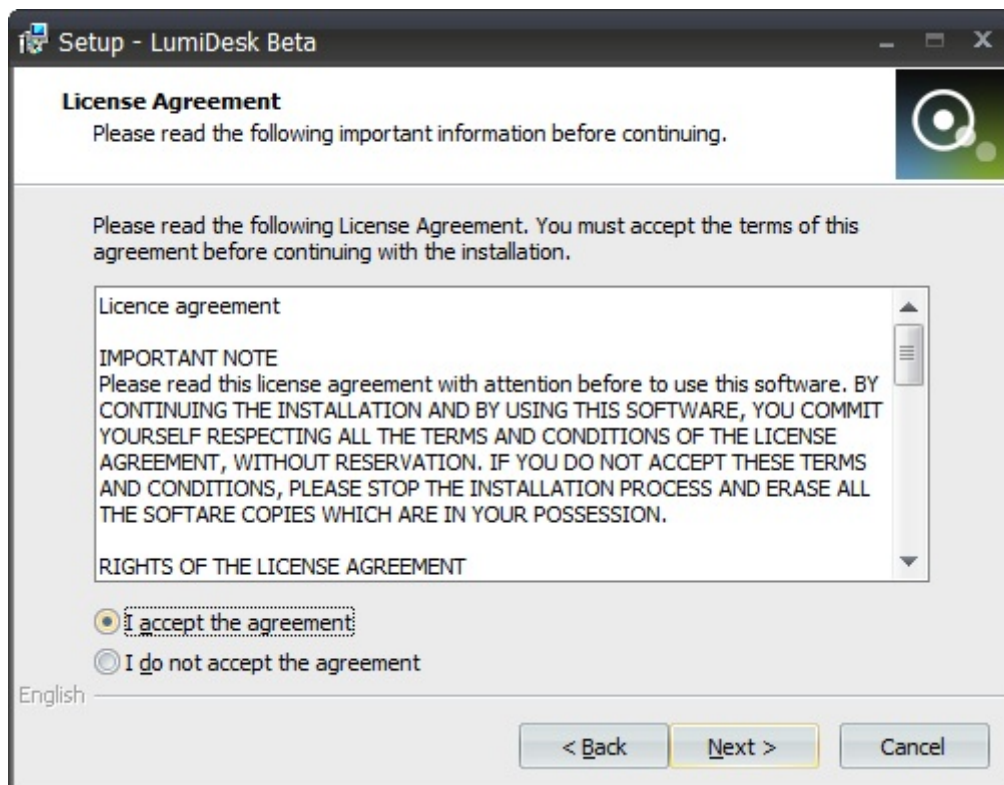 Setup - LumiDesk Beta
License Agreement
Please read the following important information before continuing.
Please read the following License Agreement. You must accept the terms of this
agreement before continuing with the installation.
Licence agreement
IMPORTANT NOTE
Please read this license agreement with attention before to use this software. BY
CONTINUING THE INSTALLATION AND BY USING THIS SOFTWARE, YOU COMMIT
YOURSELF RESPECTING ALL THE TERMS AND CONDITIONS OF THE LICENSE
AGREEMENT, WITHOUT RESERVATION. IF YOU DO NOT ACCEPT THESE TERMS
AND CONDITIONS, PLEASE STOP THE INSTALLATION PROCESS AND ERASE ALL
THE SOFTARE COPIES WHICH ARE IN YOUR POSSESSION.
RIGHTS OF THE LICENSE AGREEMENT
I accept the agreement
I do not accept the agreement
English
< Back
Next >
Cancel